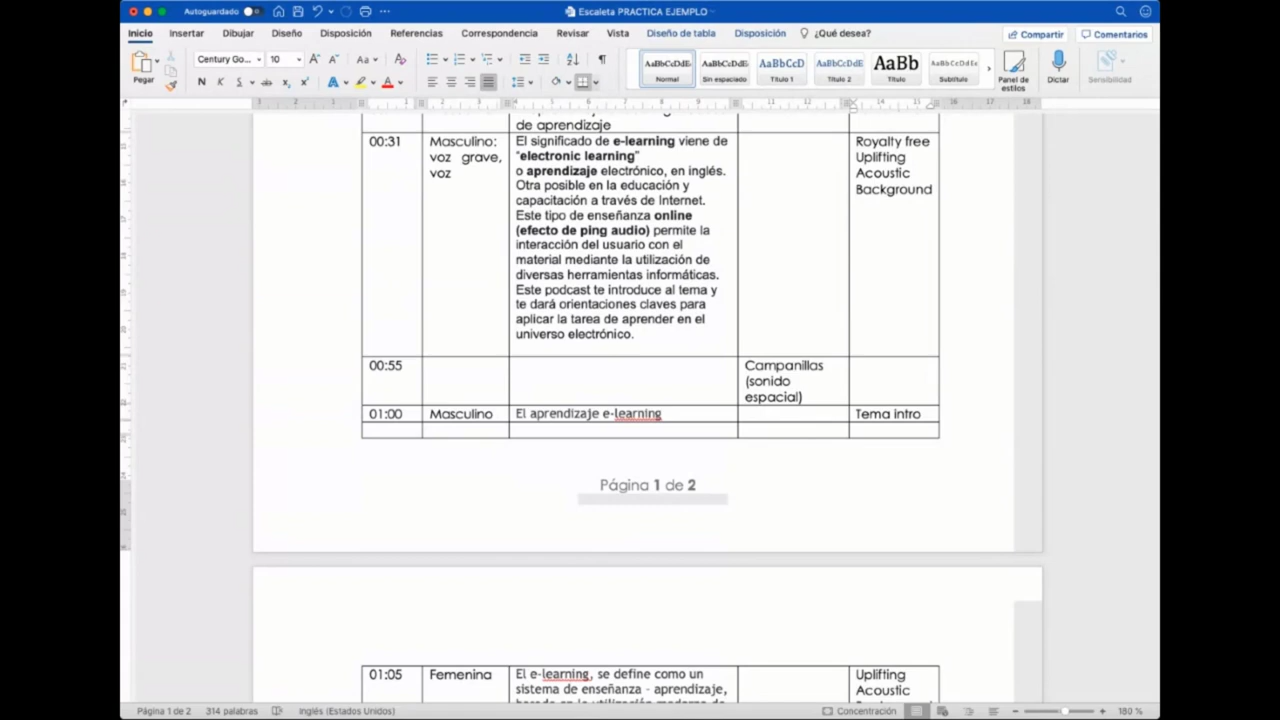 Autoguardado
Escaleta PRACTICA EJEMPLO
Inicio Insertar Dibujar Diseño Disposición Referencias Correspondencia Revisar Vista Diseño de tabla Disposición ¿Qué desea? Compartir Comentarios
Pegar
Century Go... 10
N K S
AaBbCcDdEe Normal
AaBbCcDdEe Sin espaciado
AaBbCcD Título 1
AaBbCcDdE Título 2
AaBb Título
AaBbCcDdEe Subtítulo
Panel de estilos
Dictar
Sensibilidad
de aprendizaje
00:31
Masculino:
voz grave,
voz
El significado de e-learning viene de
"electronic learning"
o aprendizaje electrónico, en inglés.
Otra posible en la educación y
capacitación a través de Internet.
Este tipo de enseñanza online
(efecto de ping audio) permite la
interacción del usuario con el
material mediante la utilización de
diversas herramientas informáticas.
Este podcast te introduce al tema y
te dará orientaciones claves para
aplicar la tarea de aprender en el
universo electrónico.
Royalty free
Uplifting
Acoustic
Background
00:55
Campanillas
(sonido
espacial)
01:00 Masculino El aprendizaje e-learning Tema intro
Página 1 de 2
01:05
Femenina
El e-learning, se define como un
sistema de enseñanza - aprendizaje,
Uplifting
Acoustic
Página 1 de 2 314 palabras Inglés (Estados Unidos) Concentración 180 %